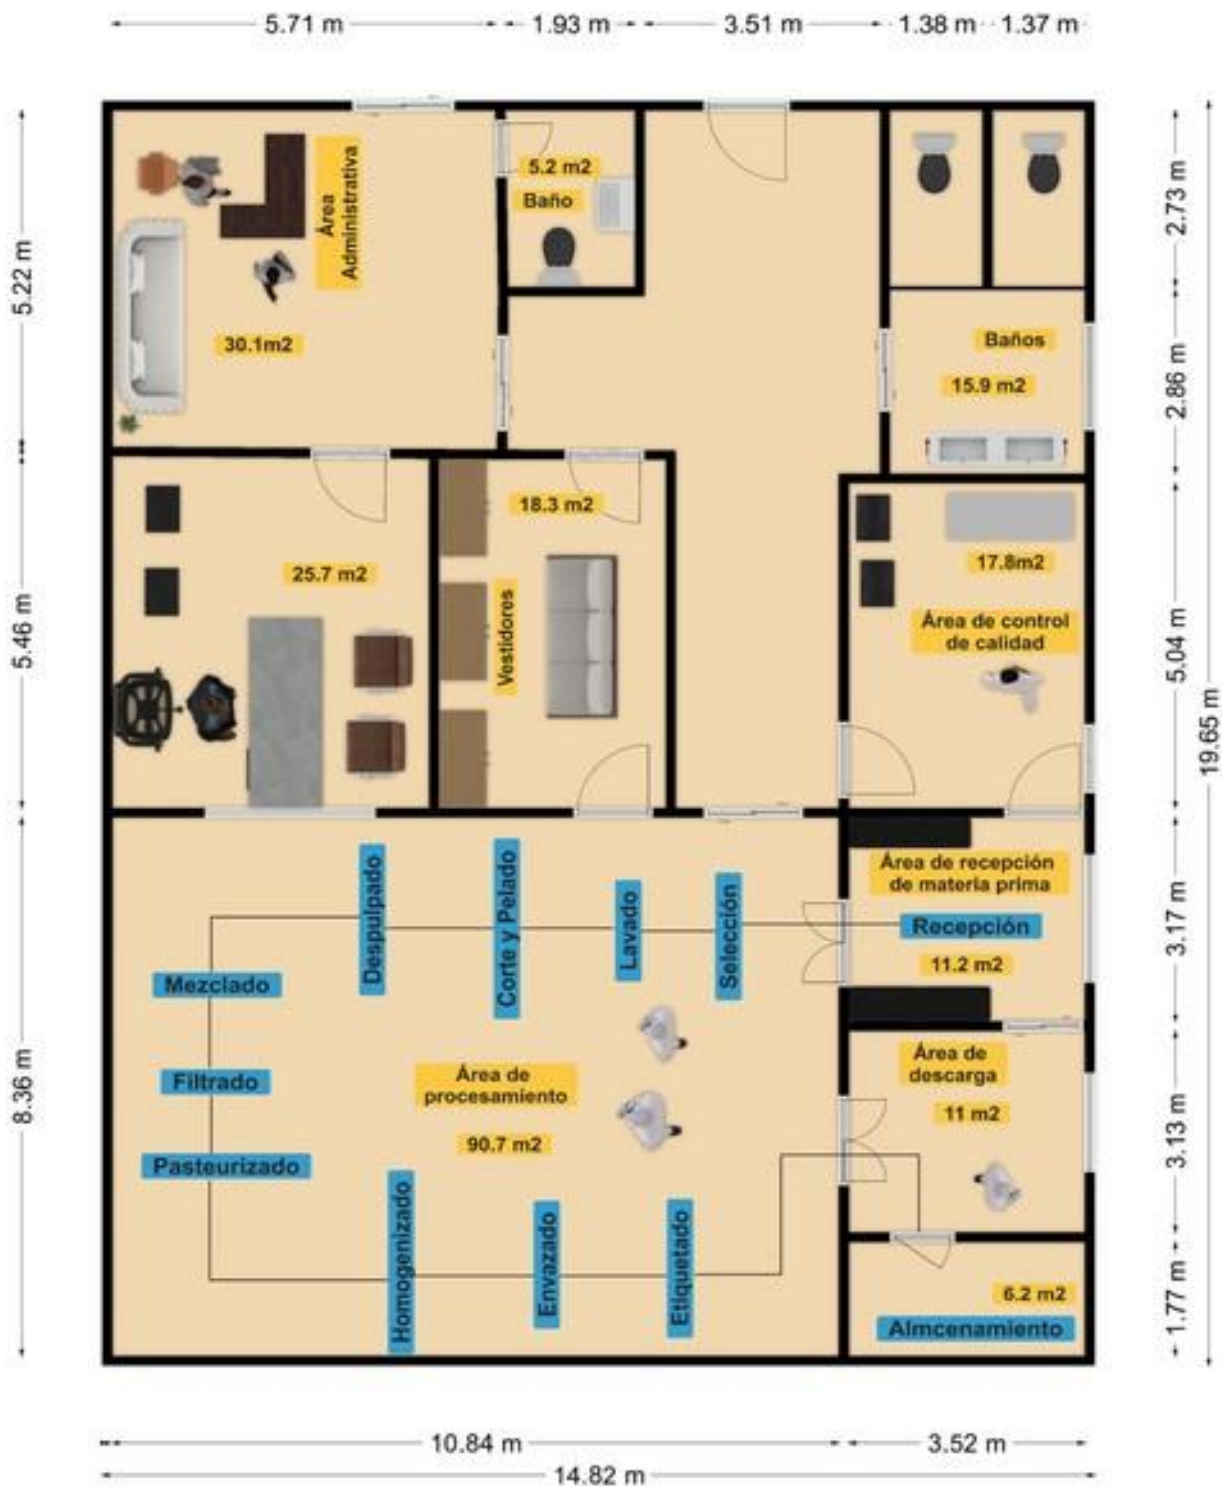 5.71 m
1.93 m
3.51 m
1.38 m
1.37 m
5.22 m
5.46 m
8.36 m
2.73 m
2.86 m
5.04 m
3.17 m
3.13 m
1.77 m
19.65 m
Área
Administrativa
30.1m2
5.2 m2
Baño
Baños
15.9 m2
25.7 m2
18.3 m2
Vestidores
17.8m2
Área de control
de calidad
Área de recepción
de materia prima
Recepción
11.2 m2
Selección
Lavado
Corte y Pelado
Despulpado
Mezclado
Filtrado
Pasteurizado
Área de
procesamiento
90.7 m2
Homogenizado
Envazado
Etiquetado
Área de
descarga
11 m2
6.2 m2
Almcenamiento
10.84 m
3.52 m
14.82 m